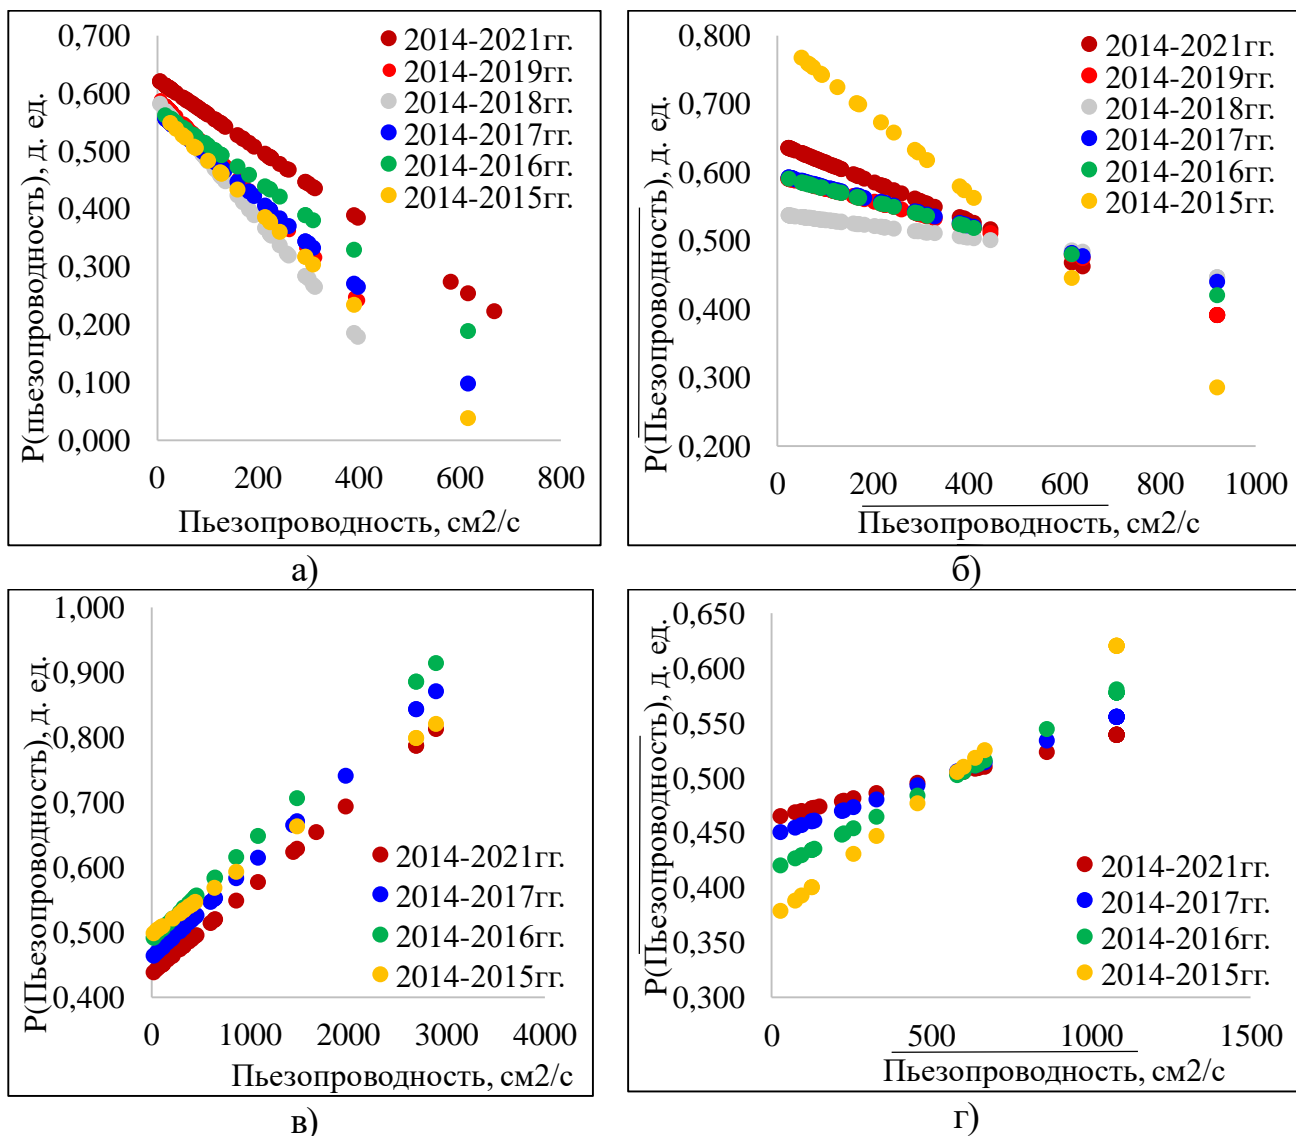 0,700
0,600
0,500
0,400
0,300
0,200
0,100
0,000
0 200 400 600 800
P(пьезопроводность), д. ед.
Пьезопроводность, см2/с
2014-2021гг.
2014-2019гг.
2014-2018гг.
2014-2017гг.
2014-2016гг.
2014-2015гг.
а)
0,800
0,700
0,600
0,500
0,400
0,300
0,200
0 200 400 600 800 1000
P(Пьезопроводность), д. ед.
Пьезопроводность, см2/с
2014-2021гг.
2014-2019гг.
2014-2018гг.
2014-2017гг.
2014-2016гг.
2014-2015гг.
б)
1,000
0,900
0,800
0,700
0,600
0,500
0,400
0 1000 2000 3000 4000
P(Пьезопроводность), д. ед.
Пьезопроводность, см2/с
2014-2021гг.
2014-2017гг.
2014-2016гг.
2014-2015гг.
в)
0,650
0,600
0,550
0,500
0,450
0,400
0,350
0,300
0 500 1000 1500
P(Пьезопроводность), д. ед.
Пьезопроводность, см2/с
2014-2021гг.
2014-2017гг.
2014-2016гг.
2014-2015гг.
г)